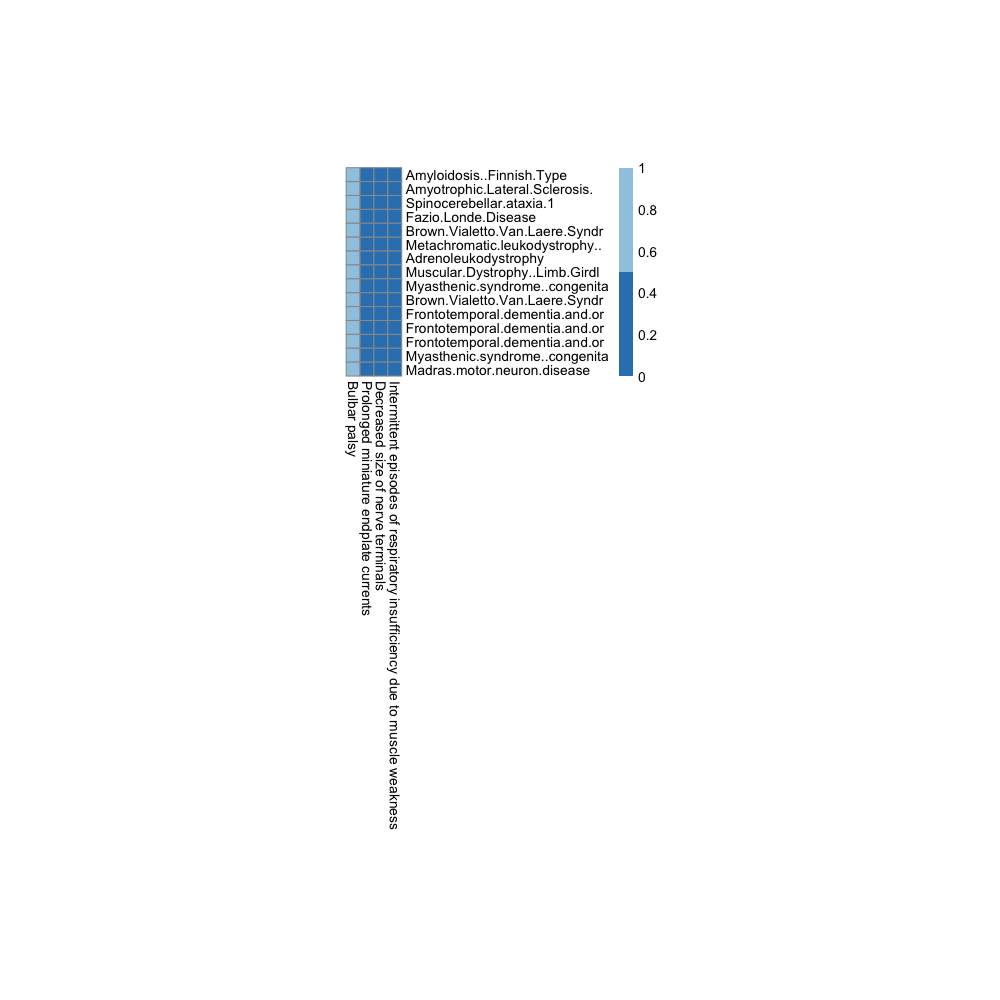 Amyloidosis..Finnish.Type
Amyotrophic.Lateral.Sclerosis.
Spinocerebellar.ataxia.1
Fazio.Londe.Disease
Brown.Vialetto.Van.Laere.Syndr
Metachromatic.leukodystrophy..
Adrenoleukodystrophy
Muscular.Dystrophy..Limb.Girdl
Myasthenic.syndrome..congenita
Brown.Vialetto.Van.Laere.Syndr
Frontotemporal.dementia.and.or
Frontotemporal.dementia.and.or
Frontotemporal.dementia.and.or
Myasthenic.syndrome..congenita
Madras.motor.neuron.disease
1
0.8
0.6
0.4
0.2
0
Bulbar palsy
Prolonged miniature endplate currents
Decreased size of nerve terminals
Intermittent episodes of respiratory insufficiency due to muscle weakness